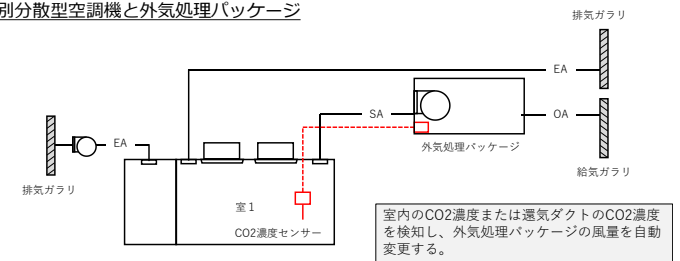 別分散型空調機と外気処理パッケージ
排気ガラリ
EA
SA
OA
EA
外気処理パッケージ
給気ガラリ
排気ガラリ
室1
CO2濃度センサー
室内のCO2濃度または還気ダクトのCO2濃度
を検知し、外気処理パッケージの風量を自動
変更する。